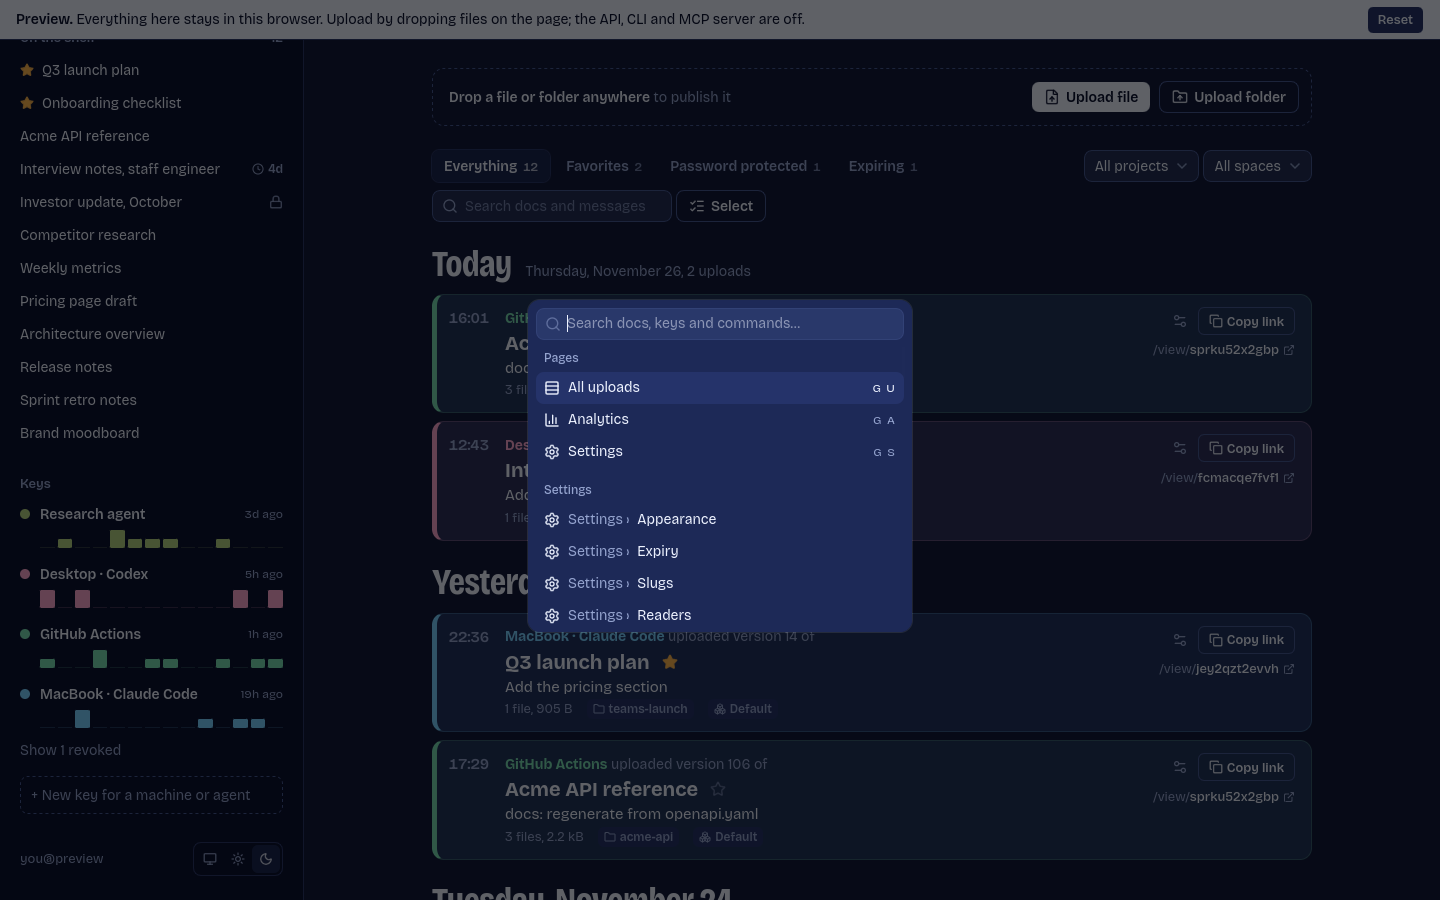 Preview. Everything here stays in this browser. Upload by dropping files on the page; the API, CLI and MCP server are off.
Reset
Q3 launch plan
Onboarding checklist
Acme API reference
Interview notes, staff engineer 4d
Investor update, October
Competitor research
Weekly metrics
Pricing page draft
Architecture overview
Release notes
Sprint retro notes
Brand moodboard
Keys
Research agent 3d ago
Desktop · Codex 5h ago
GitHub Actions 1h ago
MacBook · Claude Code 19h ago
Show 1 revoked
+ New key for a machine or agent
you@preview
Drop a file or folder anywhere to publish it
Upload file
Upload folder
Everything 12
Favorites 2
Password protected 1
Expiring 1
All projects
All spaces
Search docs and messages
Select
Today Thursday, November 26, 2 uploads
16:01
Copy link
/view/sprku52x2gbp
3 fil
12:43
Copy link
/view/fcmacqe7fvf1
1 file
Search docs, keys and commands...
Pages
All uploads G U
Analytics G A
Settings G S
Settings
Settings › Appearance
Settings › Expiry
Settings › Slugs
Settings › Readers
22:36 MacBook · Claude Code uploaded version 14 of
Q3 launch plan
Add the pricing section
1 file, 905 B teams-launch Default
Copy link
/view/jey2qzt2evvh
17:29 GitHub Actions uploaded version 106 of
Acme API reference
docs: regenerate from openapi.yaml
3 files, 2.2 kB acme-api Default
Copy link
/view/sprku52x2gbp
Tuesday, November 24